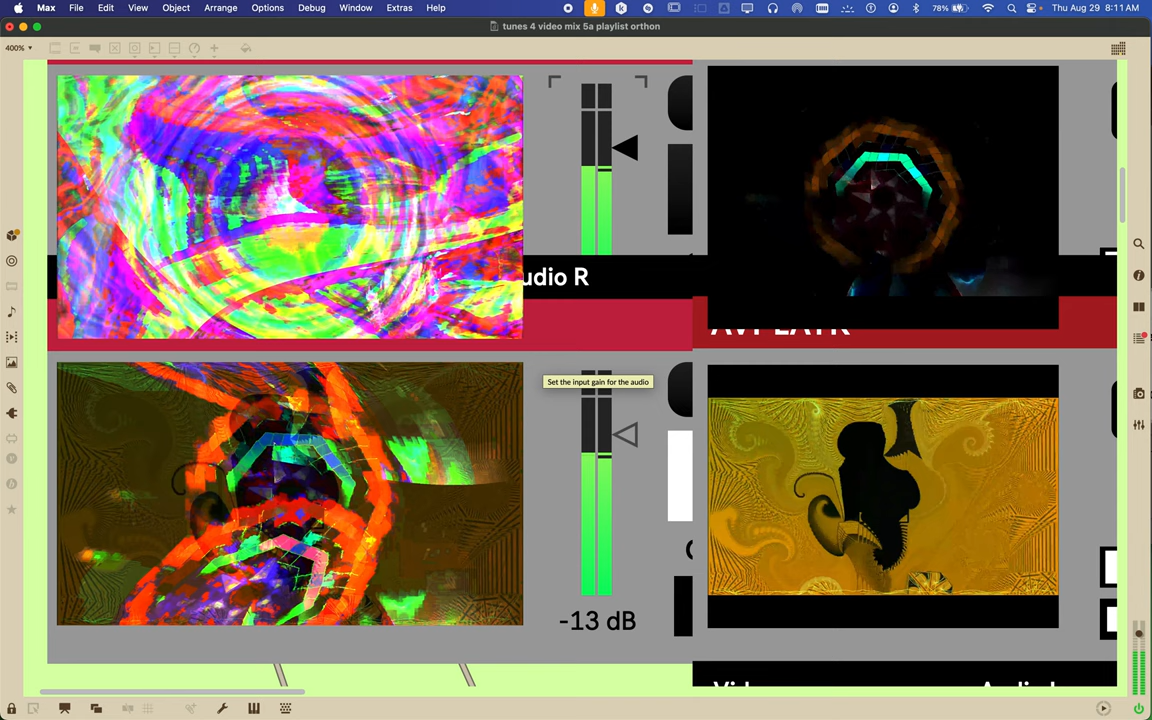 Max File Edit View Object Arrange Options Debug Window Extras Help 78% Thu Aug 29 8:11 AM
tunes 4 video mix 5a playlist orthon
400%
udio R
Set the input gain for the audio
-13 dB